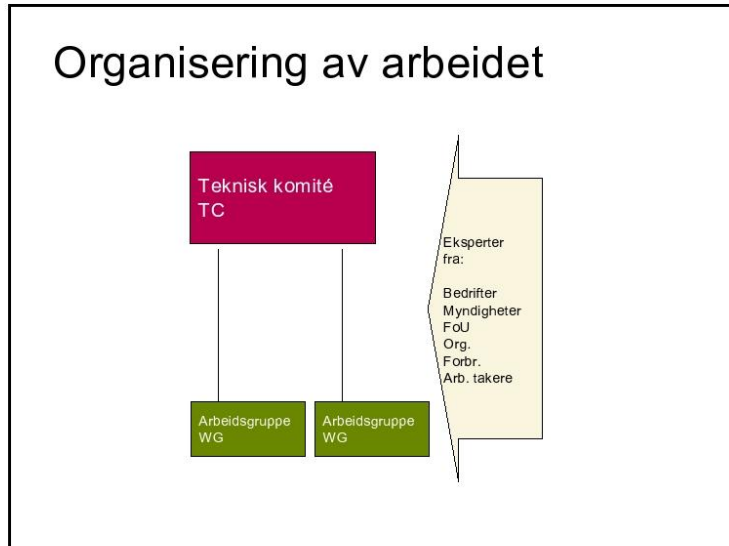 Organisering av arbeidet
Teknisk komité
TC
Eksperter
fra:
Bedrifter
Myndigheter
FoU
Org.
Forbr.
Arb. takere
Arbeidsgruppe
WG
Arbeidsgruppe
WG